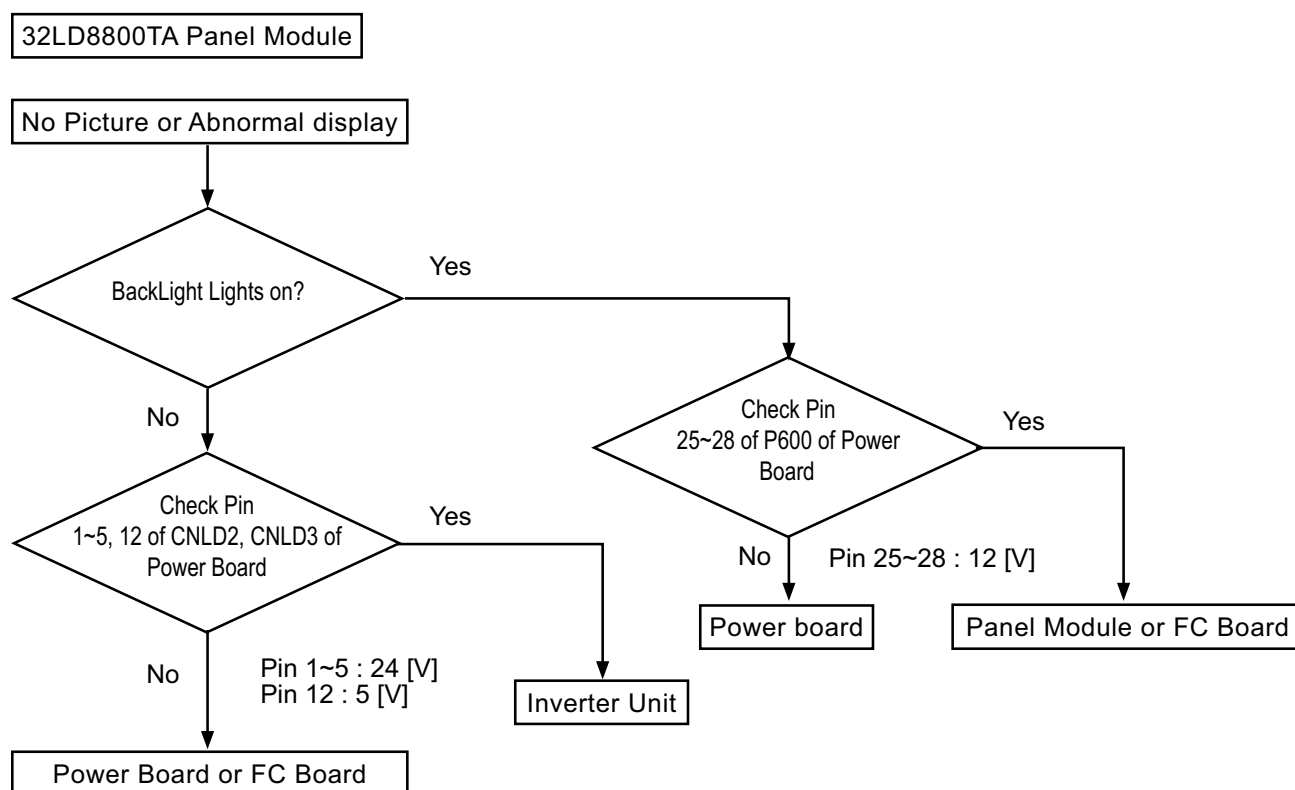 32LD8800TA Panel Module
No Picture or Abnormal display
BackLight Lights on?
Yes
No
Check Pin
25~28 of P600 of Power
Board
Yes
No
Pin 25~28 : 12 [V]
Power board
Panel Module or FC Board
Check Pin
1~5, 12 of CNLD2, CNLD3 of
Power Board
Yes
No
Pin 1~5 : 24 [V]
Pin 12 : 5 [V]
Inverter Unit
Power Board or FC Board